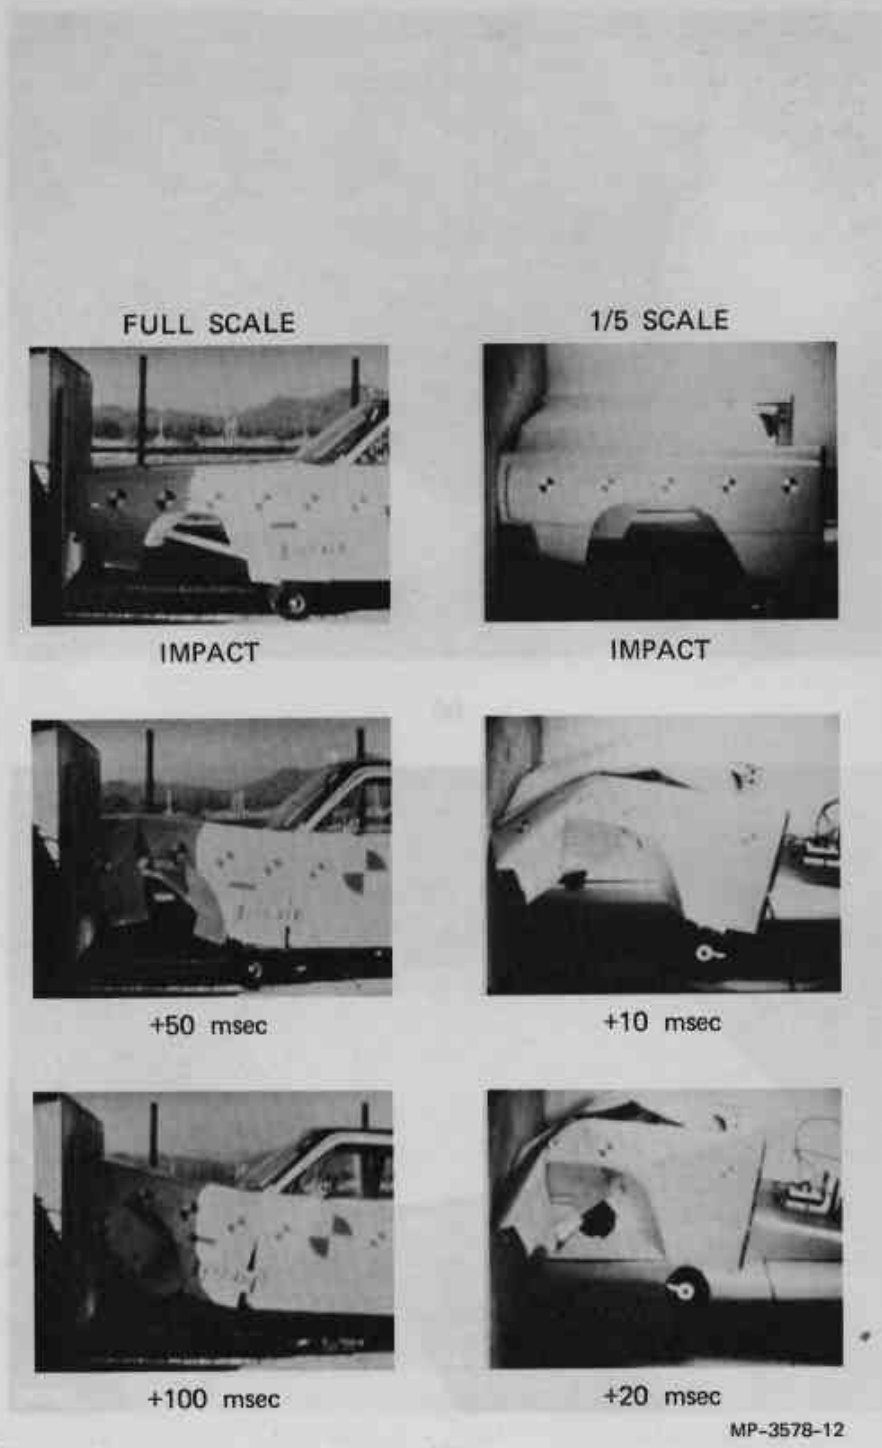 FULL SCALE
1/5 SCALE
IMPACT
IMPACT
+50 msec
+10 msec
+100 msec
+20 msec
MP-3578-12